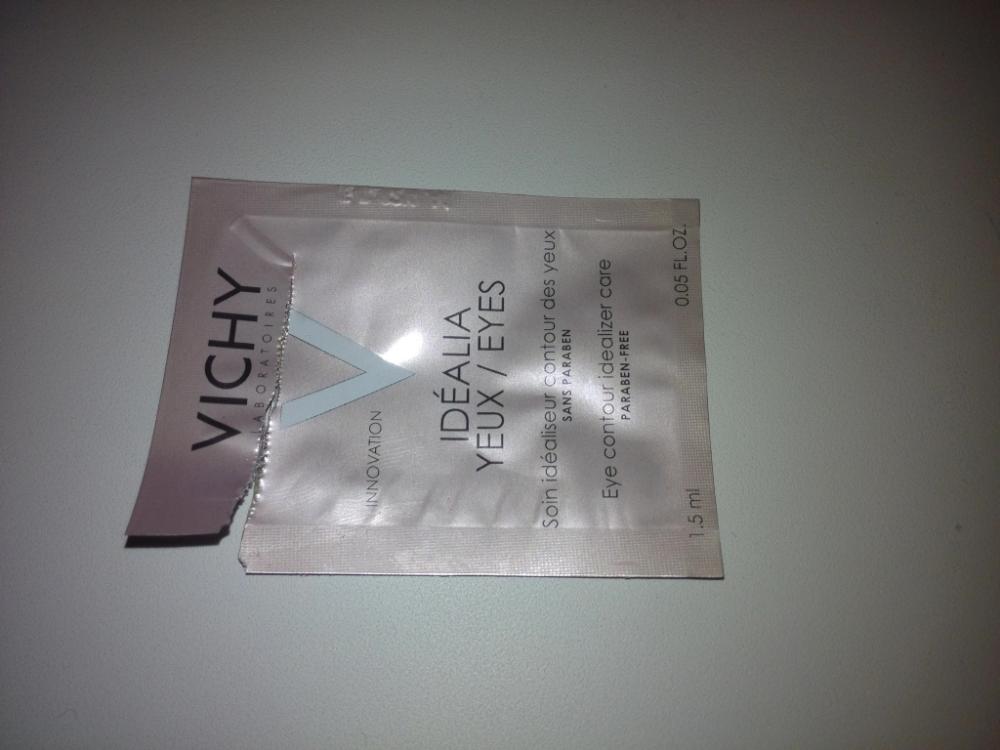 VICHY
LABORATOIRES
INNOVATION
IDÉALIA
YEUX / EYES
Soin idéaliseur contour des yeux
SANS PARABEN
Eye contour idealizer care
PARABEN-FREE
1.5 ml 0.05 FL.OZ.